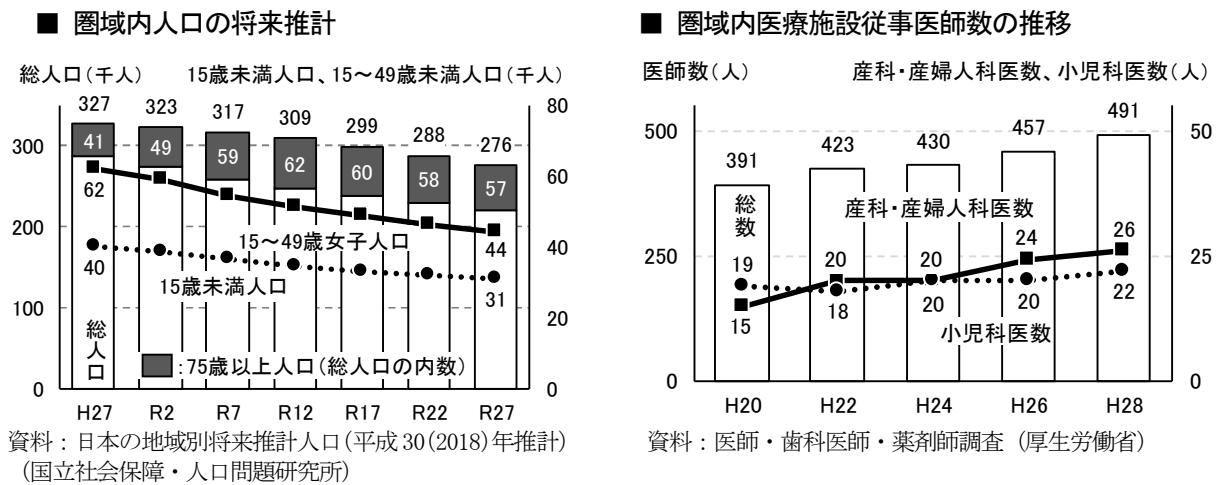 ■ 圏域内人口の将来推計
総人口(千人) 15歳未満人口、15～49歳未満人口(千人)
327 323 317 309 299 288 276
80
300
41 49 59 62 60 58 57
62
60
200
15～49歳女子人口
44
40
40
15歳未満人口
31
100
20
総人口
:75歳以上人口(総人口の内数)
0 0
H27 R2 R7 R12 R17 R22 R27
資料：日本の地域別将来推計人口(平成30(2018)年推計)
(国立社会保障・人口問題研究所)
■ 圏域内医療施設従事医師数の推移
医師数(人) 産科・産婦人科医数、小児科医数(人)
500 50
391 423 430 457 491
総数
産科・産婦人科医数
250 25
19 20 20 24 26
15 18 20 20 22
小児科医数
0 0
H20 H22 H24 H26 H28
資料：医師・歯科医師・薬剤師調査（厚生労働省）